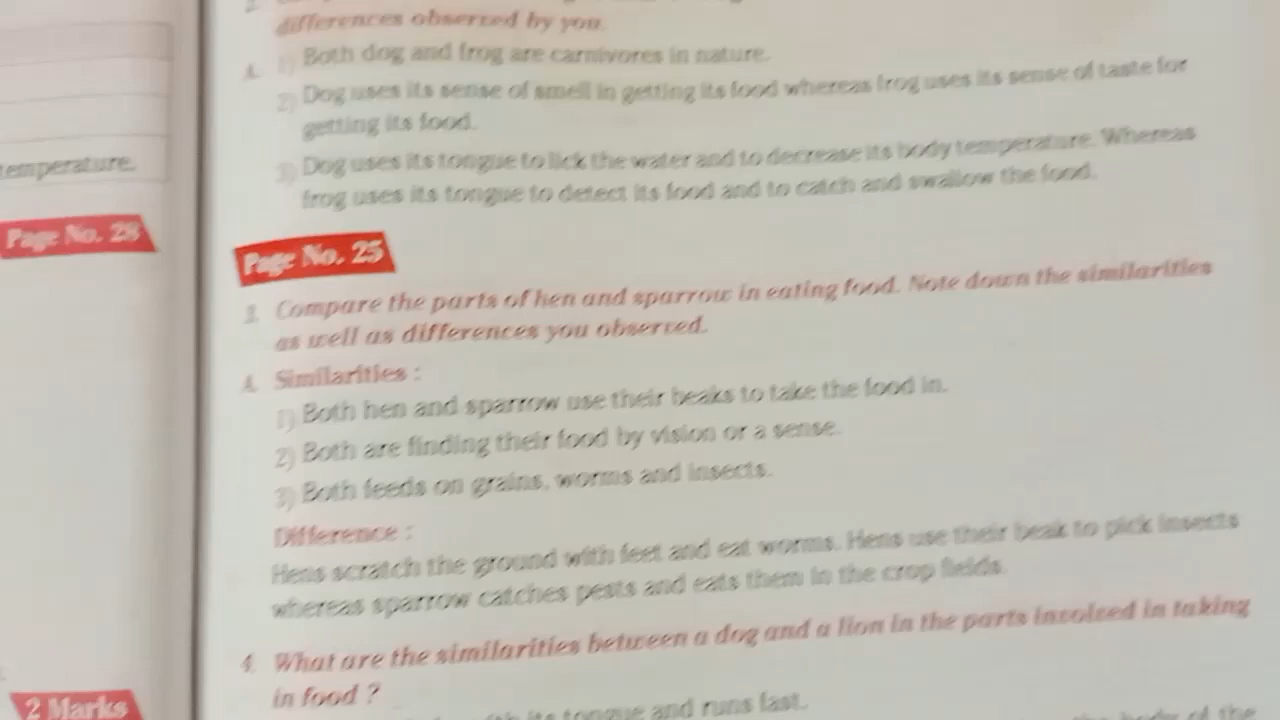 2.
differences observed by you.
A. 1) Both dog and frog are carnivores in nature.
2) Dog uses its sense of smell in getting its food whereas frog uses its sense of taste for
getting its food.
3) Dog uses its tongue to lick the water and to decrease its body temperature. Whereas
frog uses its tongue to detect its food and to catch and swallow the food.
temperature.
Page No. 28
Page No. 25
3. Compare the parts of hen and sparrow in eating food. Note down the similarities
as well as differences you observed.
A. Similarities :
1) Both hen and sparrow use their beaks to take the food in.
2) Both are finding their food by vision or a sense.
3) Both feeds on grains, worms and insects.
Difference :
Hens scratch the ground with feet and eat worms. Hens use their beak to pick insects
whereas sparrow catches pests and eats them in the crop fields.
4. What are the similarities between a dog and a lion in the parts involved in taking
in food ?
2 Marks
with its tongue and runs fast.
the body of the